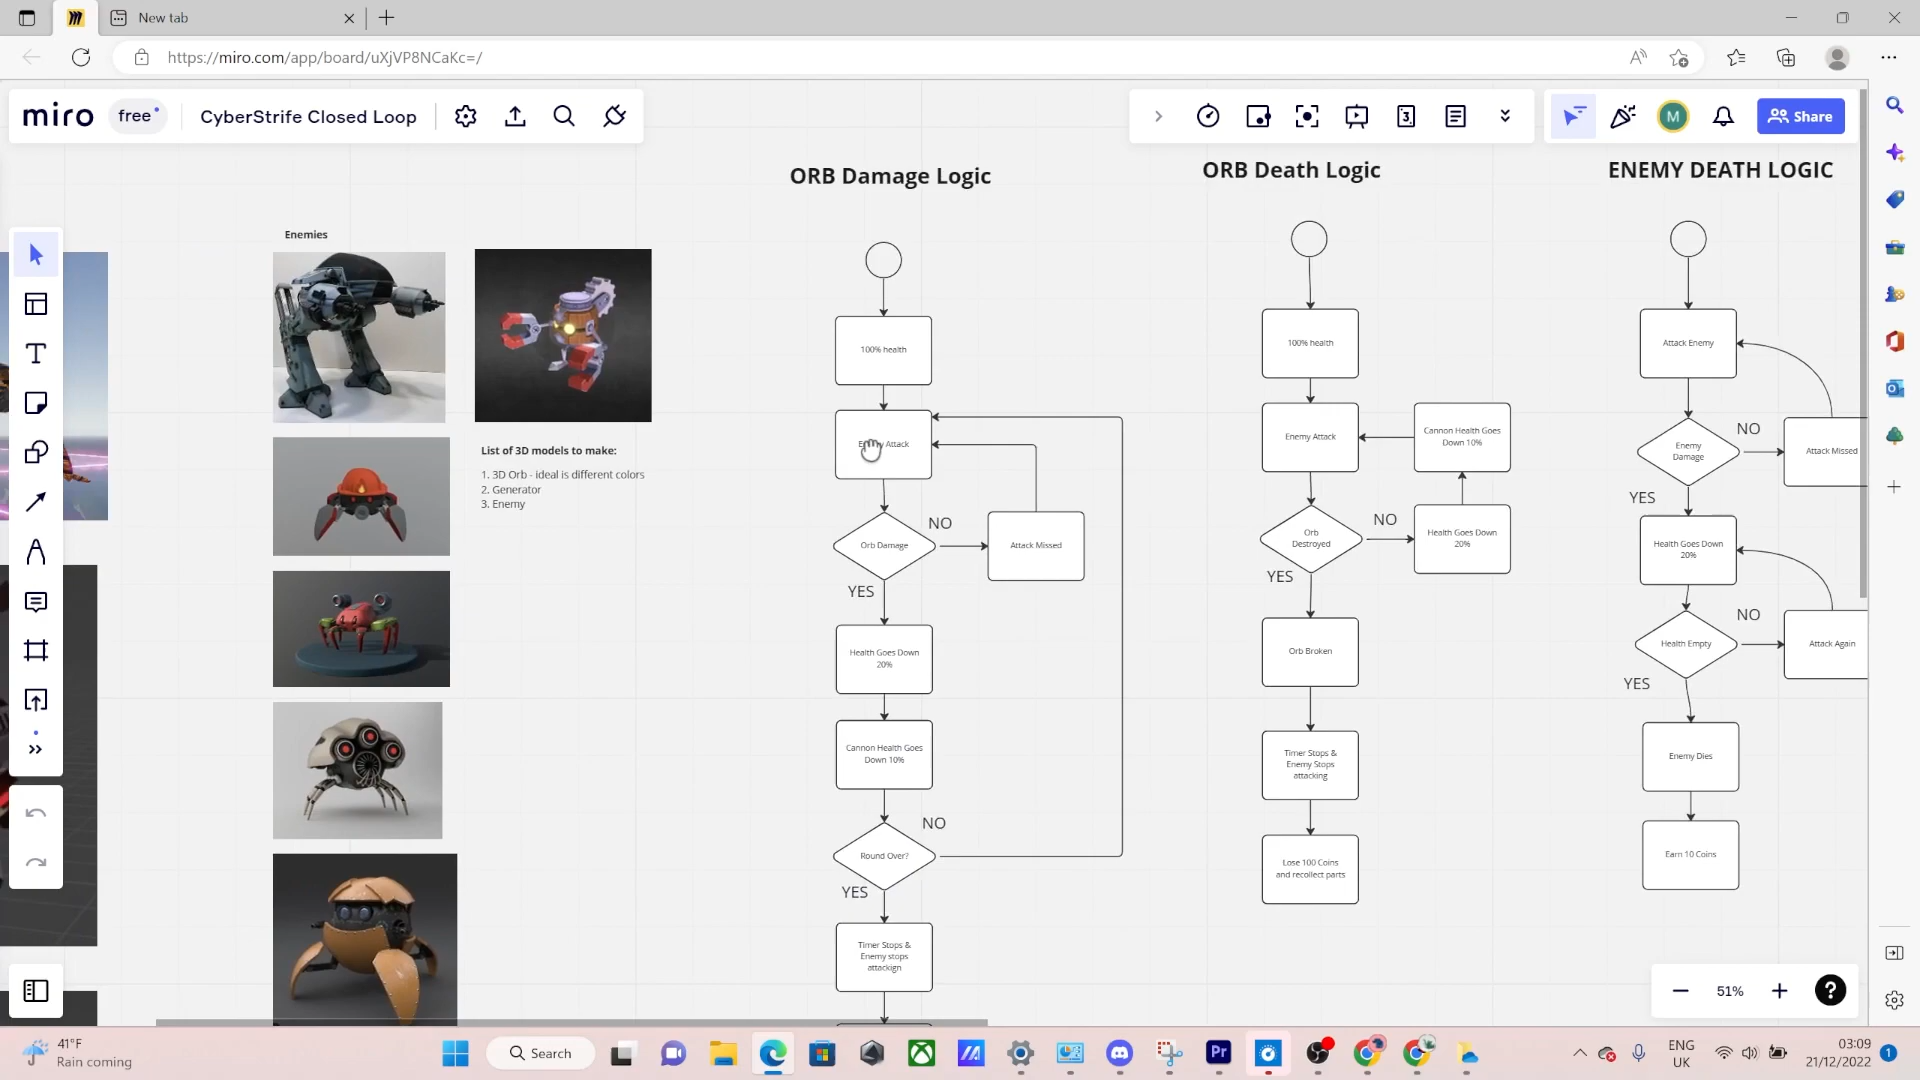 New tab
https://miro.com/app/board/uXjVP8NCaKc=/
miro
free
CyberStrife Closed Loop
3
M
Share
ORB Damage Logic
ORB Death Logic
ENEMY DEATH LOGIC
Enemies
List of 3D models to make:
1. 3D Orb - ideal is different colors
2. Generator
3. Enemy
100% health
Attack
Orb Damage
NO
Attack Missed
YES
Health Goes Down
20%
Cannon Health Goes
Down 10%
NO
Round Over?
YES
Timer Stops &
Enemy stops
attackign
100% health
Enemy Attack
Cannon Health Goes
Down 10%
Orb
Destroyed
NO
Health Goes Down
20%
YES
Orb Broken
Timer Stops &
Enemy Stops
attacking
Lose 100 Coins
and recollect parts
Attack Enemy
Enemy
Damage
NO
Attack Missed
YES
Health Goes Down
20%
Health Empty
NO
Attack Again
YES
Enemy Dies
Earn 10 Coins
51%
?
41°F
Rain coming
Search
Pr
ENG
UK
03:09
21/12/2022
1